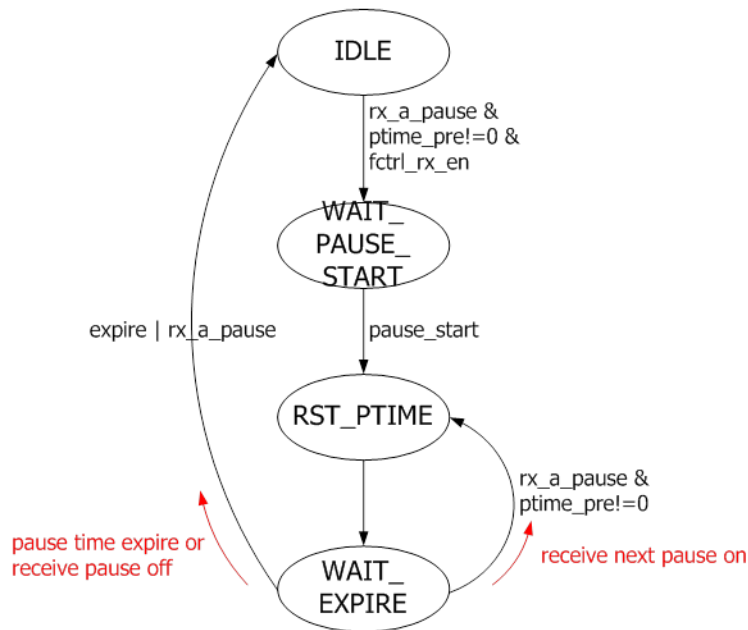 IDLE
rx_a_pause &
ptime_pre!=0 &
fctrl_rx_en
WAIT_
PAUSE_
START
expire | rx_a_pause
pause_start
RST_PTIME
rx_a_pause &
ptime_pre!=0
pause time expire or
receive pause off
receive next pause on
WAIT_
EXPIRE